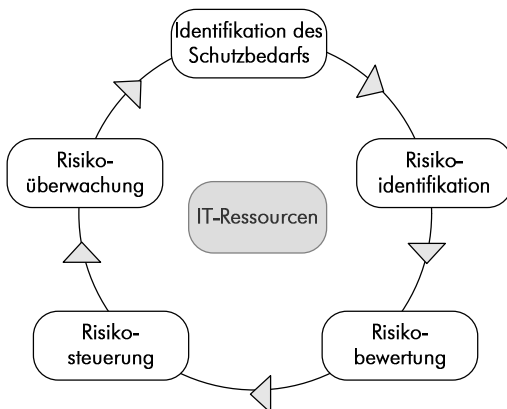 Identifikation des
Schutzbedarfs
Risiko-
überwachung
Risiko-
identifikation
IT-Ressourcen
Risiko-
steuerung
Risiko-
bewertung